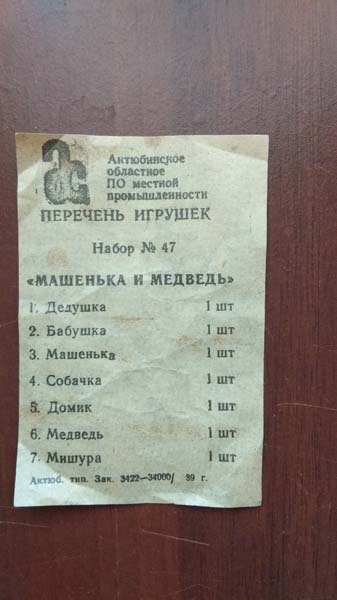 Актюбинское
областное
ПО местной
промышленности
ПЕРЕЧЕНЬ ИГРУШЕК
Набор № 47
«МАШЕНЬКА И МЕДВЕДЬ»
1. Дедушка 1 шт
2. Бабушка 1 шт
3. Машенька 1 шт
4. Собачка 1 шт
5. Домик 1 шт
6. Медведь 1 шт
7. Мишура 1 шт
Актюб. тип. Зак. 3422—34000/ 89 г.